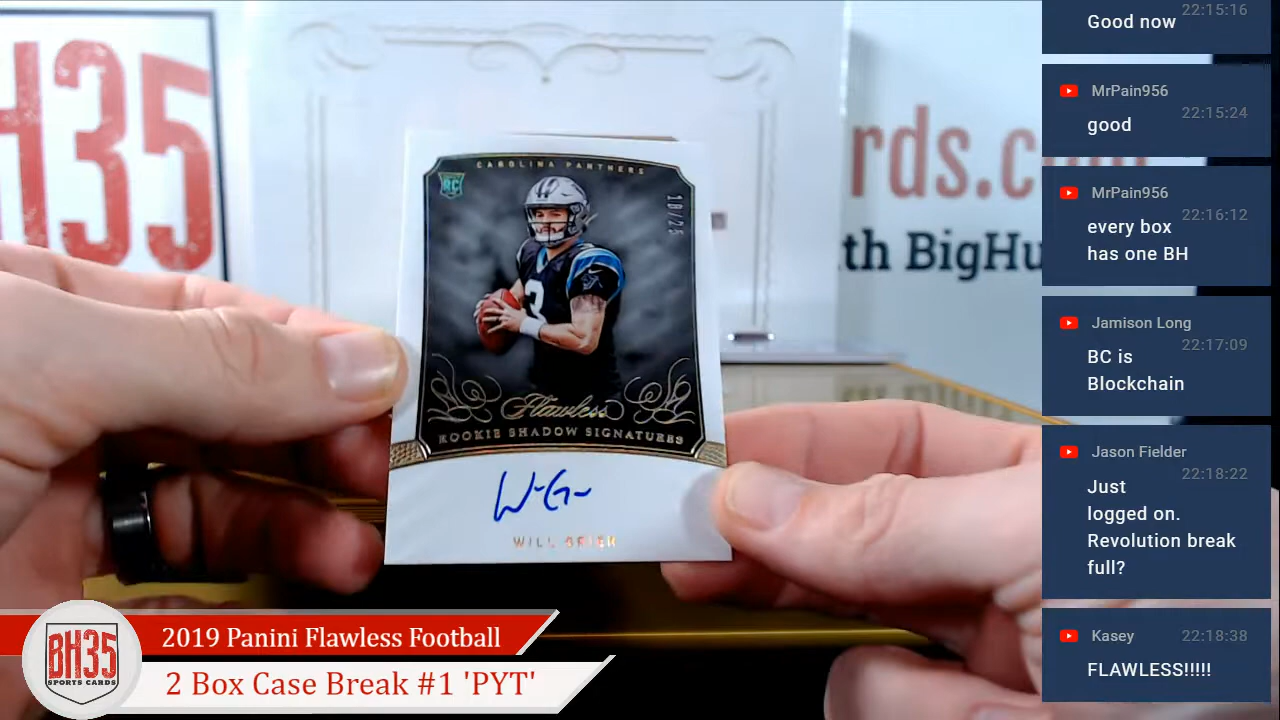 H35
rds.c
th BigHu
CAROLINA PANTHERS
RC
18/25
3
Flawless
ROOKIE SHADOW SIGNATURES
WILL GRIER
BH35
SPORTS CARDS
2019 Panini Flawless Football
2 Box Case Break #1 'PYT'
22:15:16
Good now
MrPain956
22:15:24
good
MrPain956
22:16:12
every box
has one BH
Jamison Long
22:17:09
BC is
Blockchain
Jason Fielder
22:18:22
Just
logged on.
Revolution break
full?
Kasey
22:18:38
FLAWLESS!!!!!